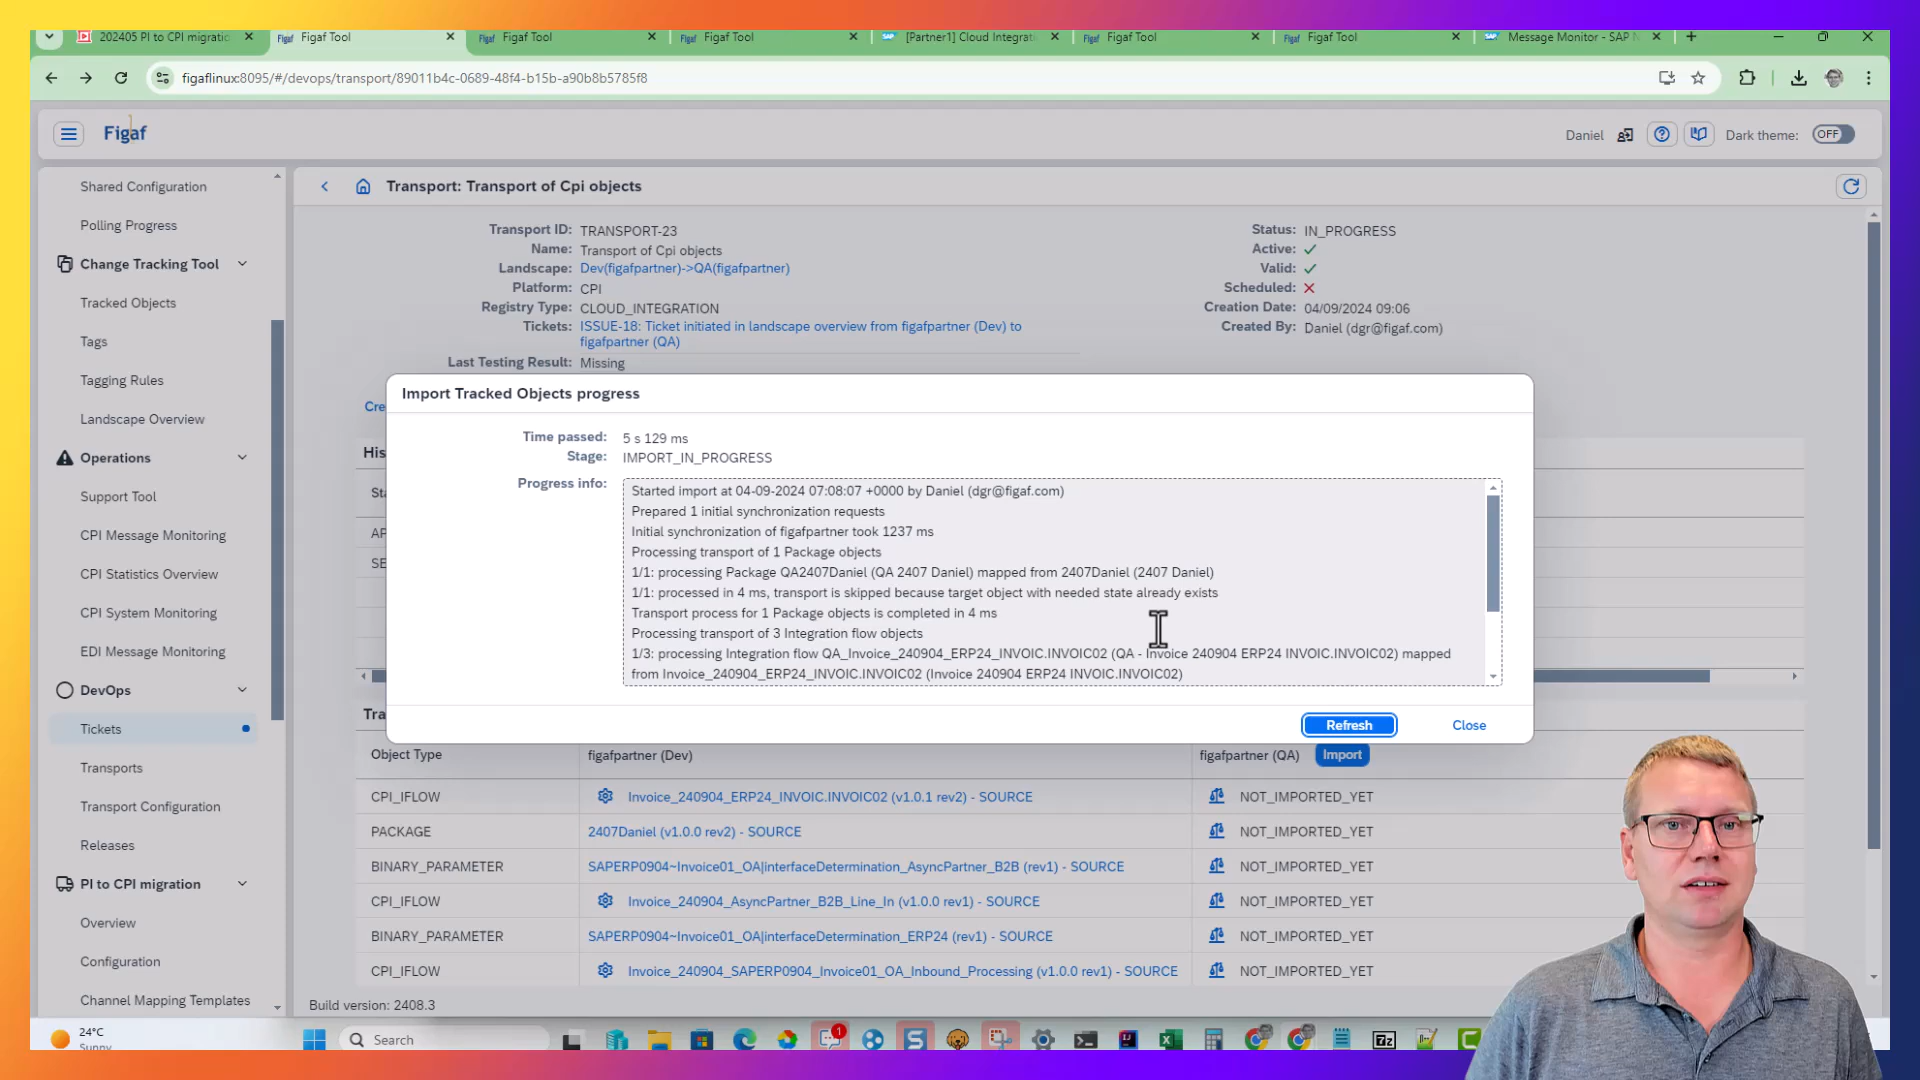 202405 PI to CPI migratio
Figaf Tool
Figaf Tool
Figaf Tool
[Partner1] Cloud Integrat
Figaf Tool
Figaf Tool
Message Monitor - SAP N
figaflinux:8095/#/devops/transport/89011b4c-0689-48f4-b15b-a90b8b5785f8
Figaf
Daniel
Dark theme:
OFF
Shared Configuration
Polling Progress
Change Tracking Tool
Tracked Objects
Tags
Tagging Rules
Landscape Overview
Operations
Support Tool
CPI Message Monitoring
CPI Statistics Overview
CPI System Monitoring
EDI Message Monitoring
DevOps
Tickets
Transports
Transport Configuration
Releases
PI to CPI migration
Overview
Configuration
Channel Mapping Templates
Transport: Transport of Cpi objects
Transport ID: TRANSPORT-23
Name: Transport of Cpi objects
Landscape: Dev(figafpartner)->QA(figafpartner)
Platform: CPI
Registry Type: CLOUD_INTEGRATION
Tickets: ISSUE-18: Ticket initiated in landscape overview from figafpartner (Dev) to
figafpartner (QA)
Last Testing Result: Missing
Status: IN_PROGRESS
Active:
Valid:
Scheduled:
Creation Date: 04/09/2024 09:06
Created By: Daniel (dgr@figaf.com)
Cre
His
Sta
AP
SE
Tra
Import Tracked Objects progress
Time passed: 5 s 129 ms
Stage: IMPORT_IN_PROGRESS
Progress info:
Started import at 04-09-2024 07:08:07 +0000 by Daniel (dgr@figaf.com)
Prepared 1 initial synchronization requests
Initial synchronization of figafpartner took 1237 ms
Processing transport of 1 Package objects
1/1: processing Package QA2407Daniel (QA 2407 Daniel) mapped from 2407Daniel (2407 Daniel)
1/1: processed in 4 ms, transport is skipped because target object with needed state already exists
Transport process for 1 Package objects is completed in 4 ms
Processing transport of 3 Integration flow objects
1/3: processing Integration flow QA_Invoice_240904_ERP24_INVOIC.INVOIC02 (QA - Invoice 240904 ERP24 INVOIC.INVOIC02) mapped
from Invoice_240904_ERP24_INVOIC.INVOIC02 (Invoice 240904 ERP24 INVOIC.INVOIC02)
Refresh
Close
Object Type
figafpartner (Dev)
figafpartner (QA)
Import
CPI_IFLOW
Invoice_240904_ERP24_INVOIC.INVOIC02 (v1.0.1 rev2) - SOURCE
NOT_IMPORTED_YET
PACKAGE
2407Daniel (v1.0.0 rev2) - SOURCE
NOT_IMPORTED_YET
BINARY_PARAMETER
SAPERP0904~Invoice01_OA|interfaceDetermination_AsyncPartner_B2B (rev1) - SOURCE
NOT_IMPORTED_YET
CPI_IFLOW
Invoice_240904_AsyncPartner_B2B_Line_In (v1.0.0 rev1) - SOURCE
NOT_IMPORTED_YET
BINARY_PARAMETER
SAPERP0904~Invoice01_OA|interfaceDetermination_ERP24 (rev1) - SOURCE
NOT_IMPORTED_YET
CPI_IFLOW
Invoice_240904_SAPERP0904_Invoice01_OA_Inbound_Processing (v1.0.0 rev1) - SOURCE
NOT_IMPORTED_YET
Build version: 2408.3
24°C
Sunny
Search
1
S
7z